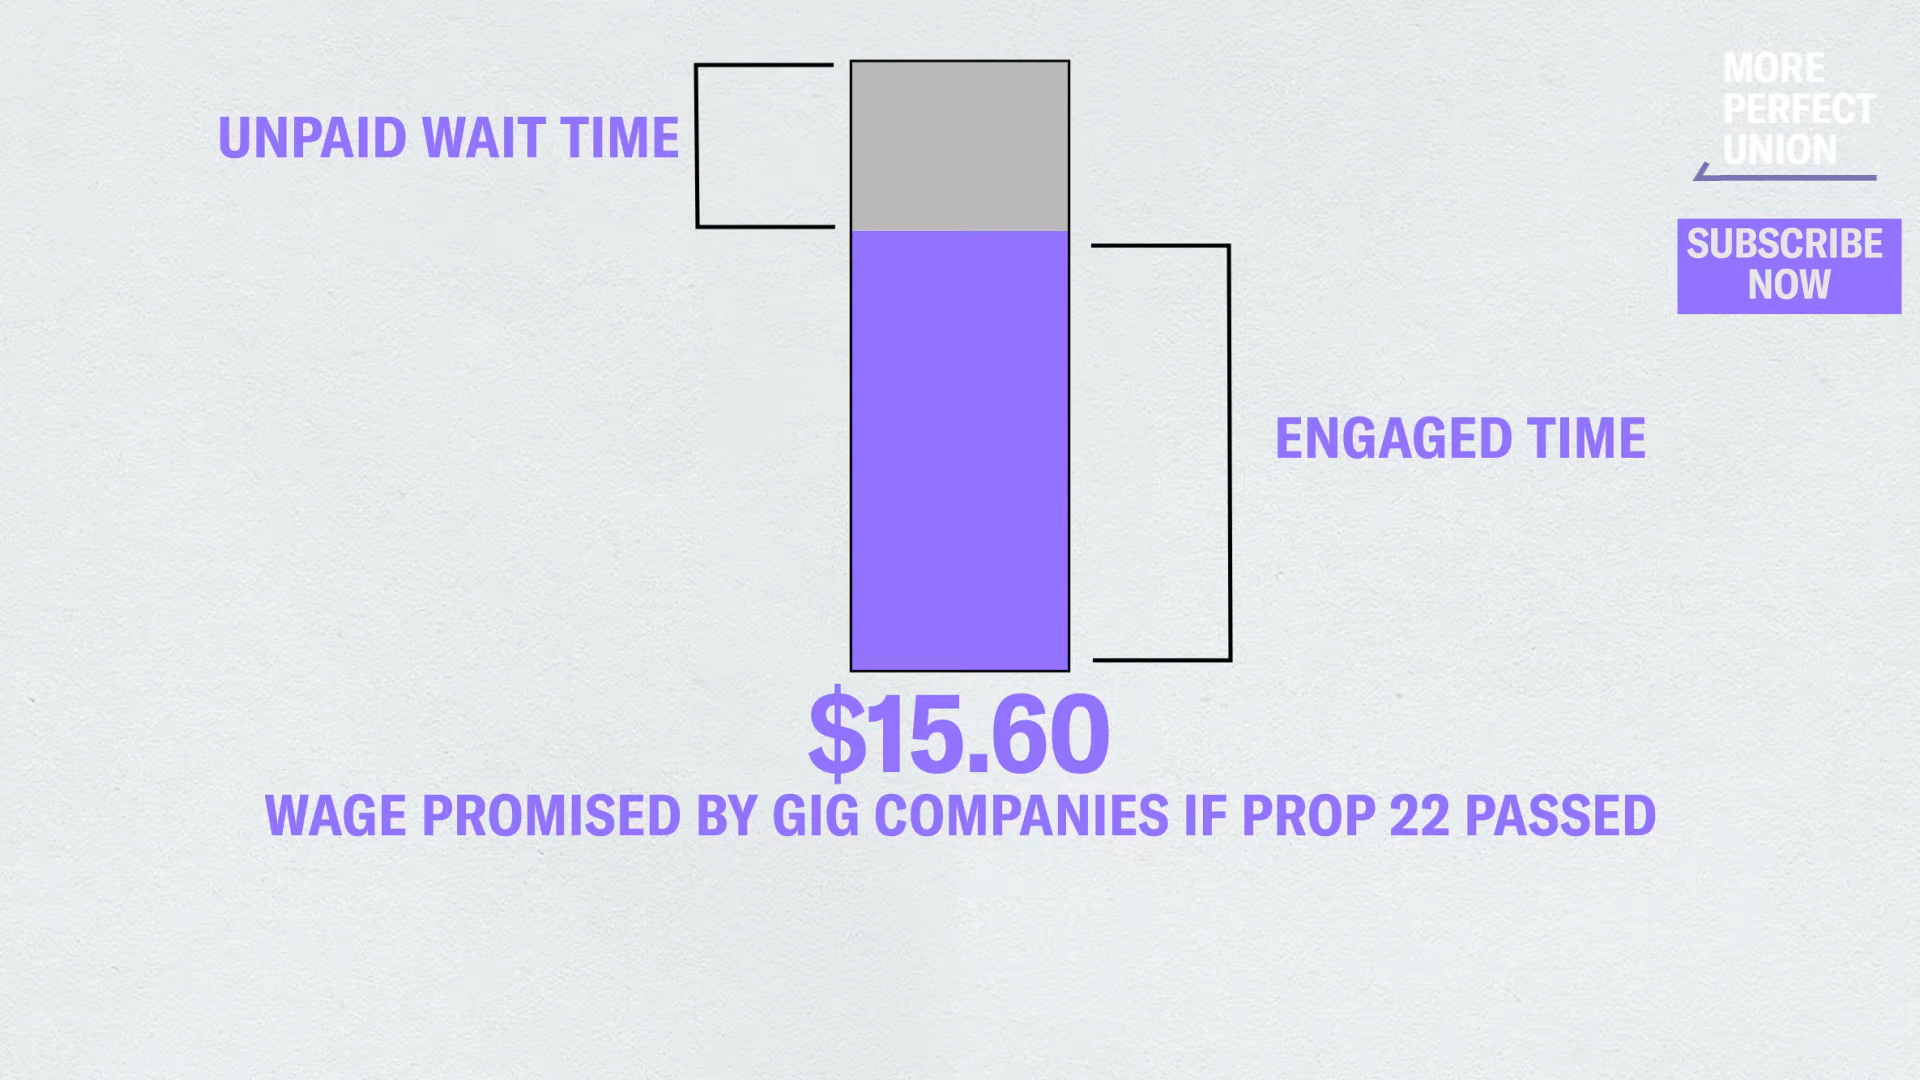 UNPAID WAIT TIME
MORE
PERFECT
UNION
SUBSCRIBE
NOW
ENGAGED TIME
$15.60
WAGE PROMISED BY GIG COMPANIES IF PROP 22 PASSED